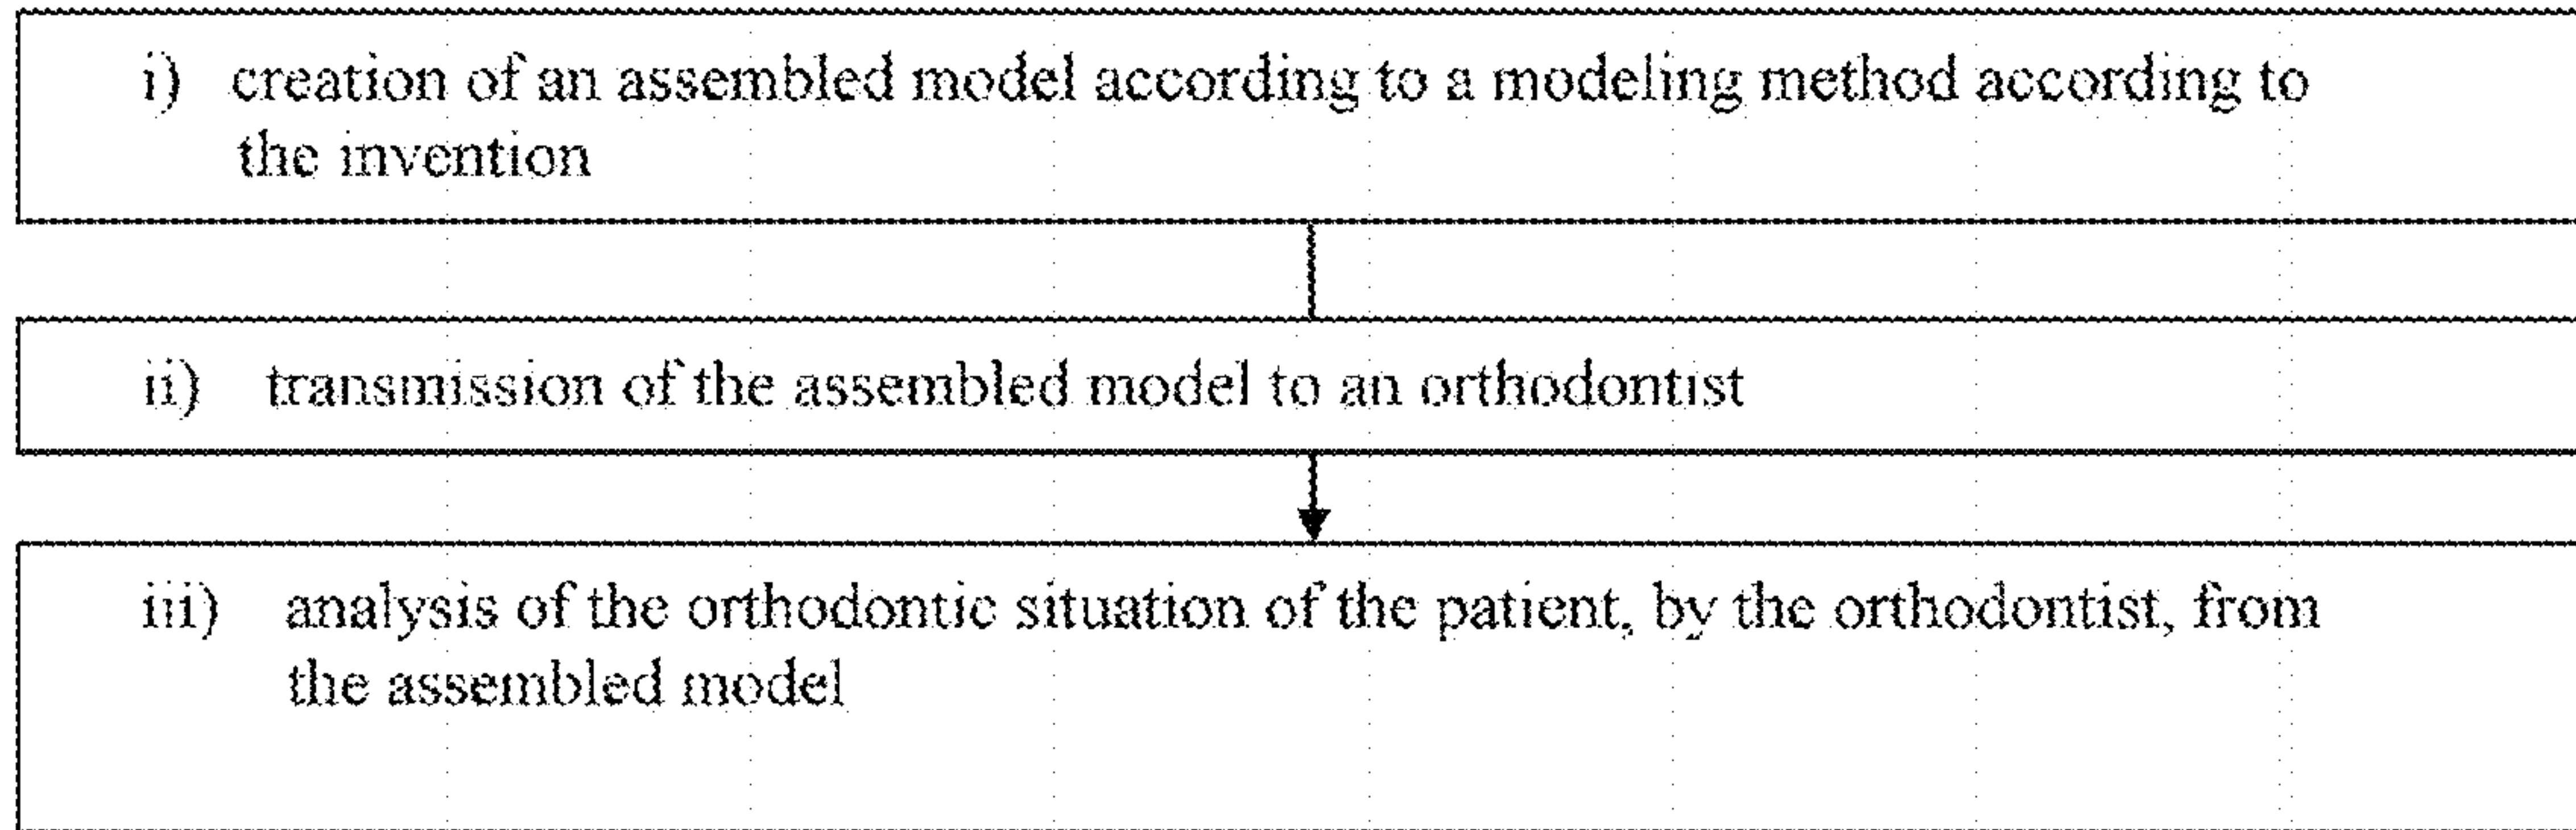 i) creation of an assembled model according to a modeling method according to
the invention
ii) transmission of the assembled model to an orthodontist
iii) analysis of the orthodontic situation of the patient, by the orthodontist, from
the assembled model